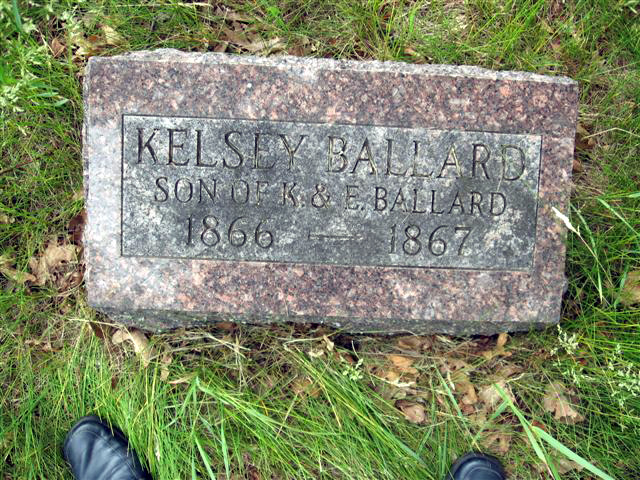 KELSEY BALLARD
SON OF K. & E. BALLARD
1866 — 1867